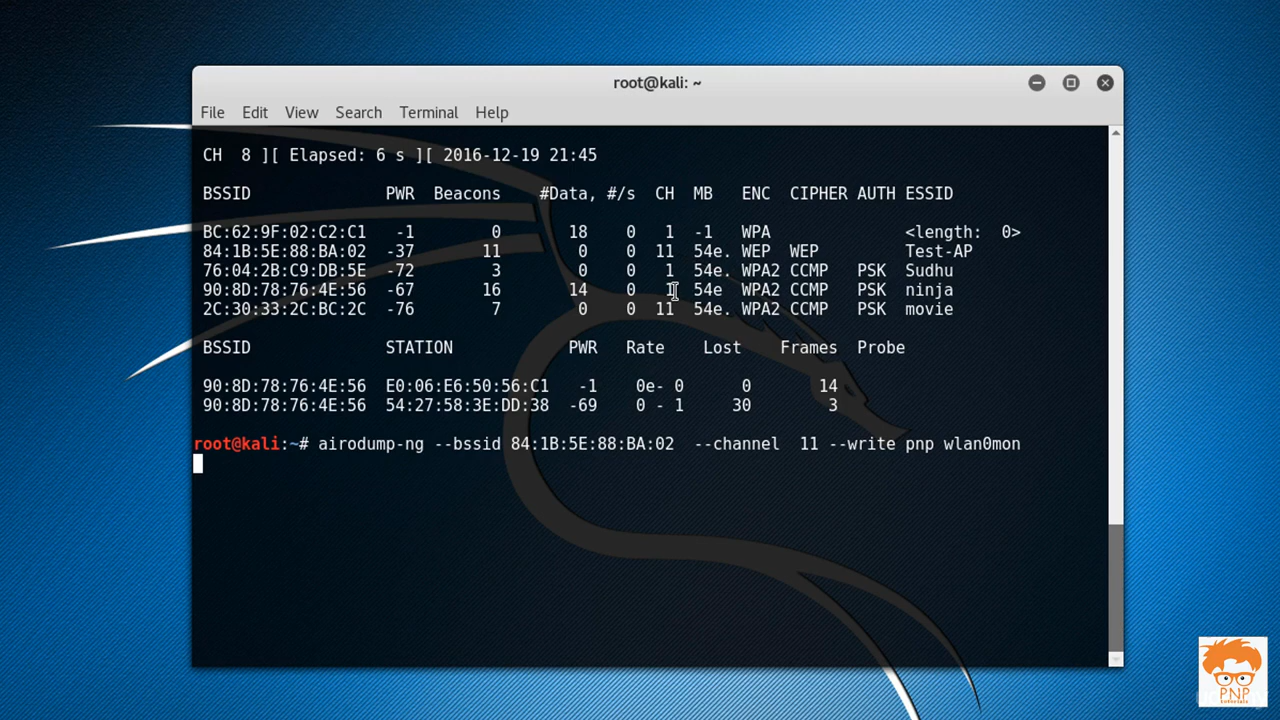 root@kali: ~
File Edit View Search Terminal Help
CH 8 ][ Elapsed: 6 s ][ 2016-12-19 21:45
BSSID PWR Beacons #Data, #/s CH MB ENC CIPHER AUTH ESSID
BC:62:9F:02:C2:C1 -1 0 18 0 1 -1 WPA <length: 0>
84:1B:5E:88:BA:02 -37 11 0 0 11 54e. WEP WEP Test-AP
76:04:2B:C9:DB:5E -72 3 0 0 1 54e. WPA2 CCMP PSK Sudhu
90:8D:78:76:4E:56 -67 16 14 0 1 54e WPA2 CCMP PSK ninja
2C:30:33:2C:BC:2C -76 7 0 0 11 54e. WPA2 CCMP PSK movie
BSSID STATION PWR Rate Lost Frames Probe
90:8D:78:76:4E:56 E0:06:E6:50:56:C1 -1 0e- 0 0 14
90:8D:78:76:4E:56 54:27:58:3E:DD:38 -69 0 - 1 30 3
root@kali:~# airodump-ng --bssid 84:1B:5E:88:BA:02 --channel 11 --write pnp wlan0mon
PNP
tutorials